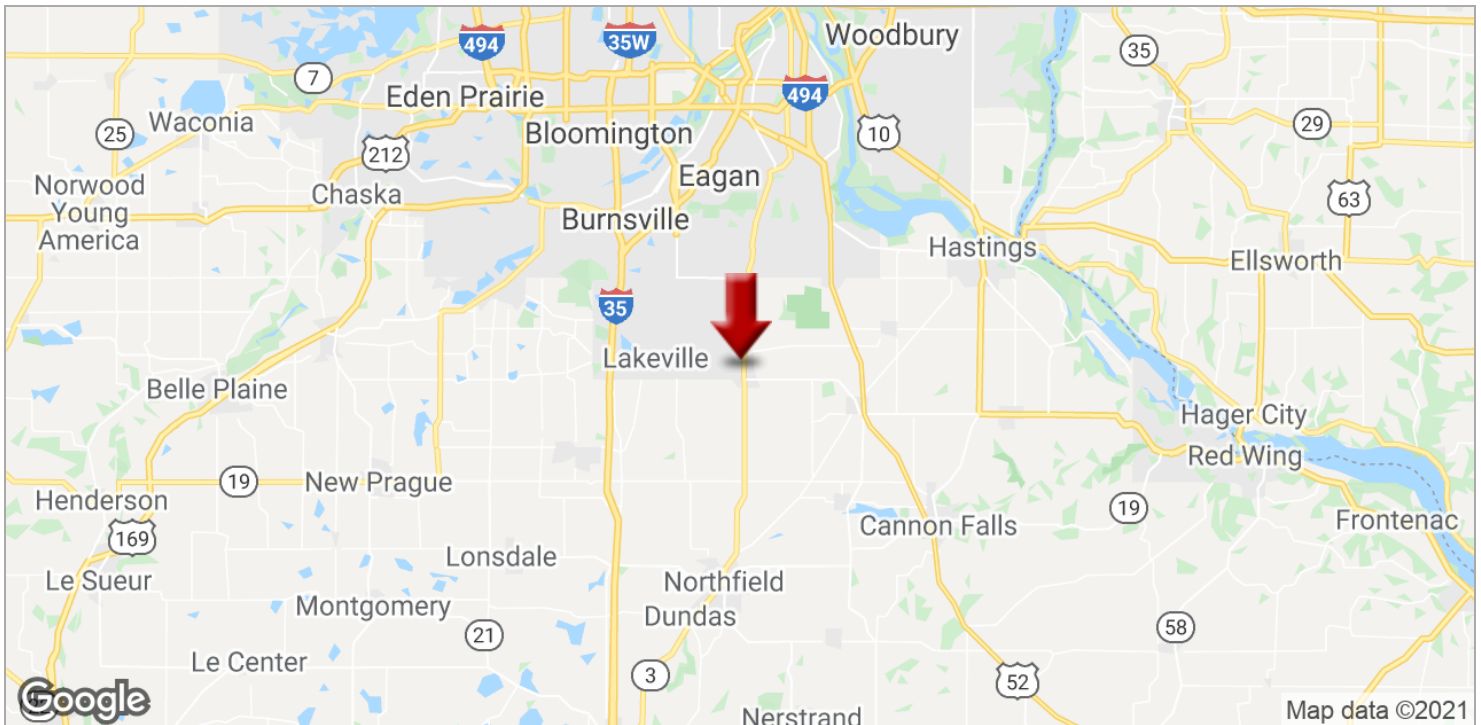 Woodbury
494
35W
35
7
494
Eden Prairie
Waconia
25
Bloomington
10
29
212
Eagan
Norwood
Young
America
Chaska
63
Burnsville
Hastings
Ellsworth
35
Lakeville
Belle Plaine
Hager City
Red Wing
19
New Prague
Henderson
19
169
Cannon Falls
Frontenac
Lonsdale
Le Sueur
Northfield
Montgomery
Dundas
21
58
Le Center
3
52
Google
Nerstrand
Map data ©2021